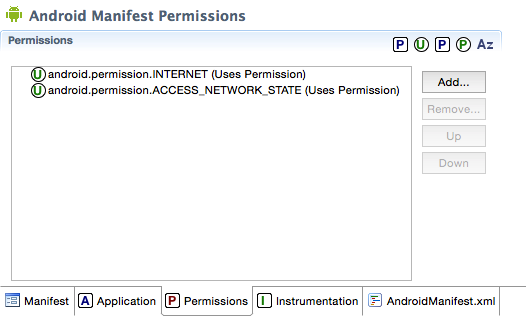 Android Manifest Permissions
Permissions
P U P P Az
U android.permission.INTERNET (Uses Permission)
U android.permission.ACCESS_NETWORK_STATE (Uses Permission)
Add...
Remove...
Up
Down
Manifest A Application P Permissions I Instrumentation AndroidManifest.xml